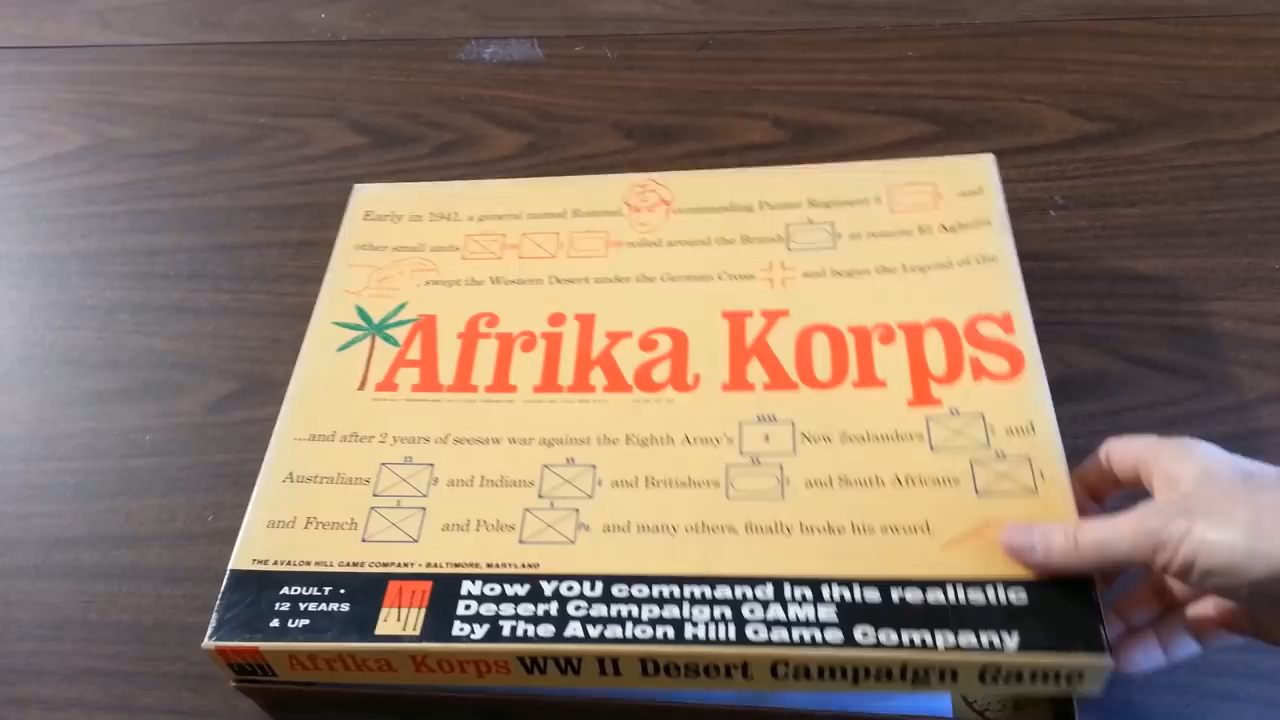 Early in 1941, a general named Rommel commanding Panzer Regiment 5 and
other small units rolled around the British to remove El Agheila
, swept the Western Desert under the German Cross and began the Legend of the
Afrika Korps
...and after 2 years of seesaw war against the Eighth Army's New Zealanders and
Australians and Indians and Britishers and South Africans
and French and Poles and many others, finally broke his sword.
THE AVALON HILL GAME COMPANY • BALTIMORE, MARYLAND
ADULT •
12 YEARS
& UP
AH
Now YOU command in this realistic
Desert Campaign GAME
by The Avalon Hill Game Company
AH Afrika Korps WW II Desert Campaign Game